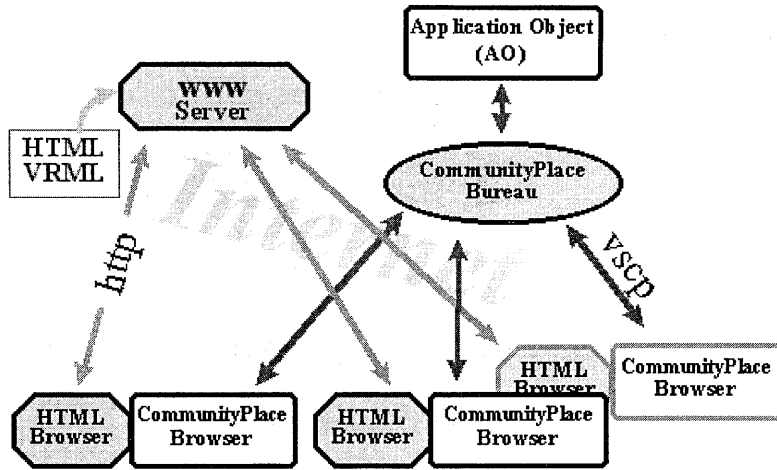 Application Object
(AO)
WWW
Server
HTML
VRML
CommunityPlace
Bureau
Internet
http
vscp
HTML
Browser
CommunityPlace
Browser
HTML
Browser
CommunityPlace
Browser
HTML
Browser
CommunityPlace
Browser